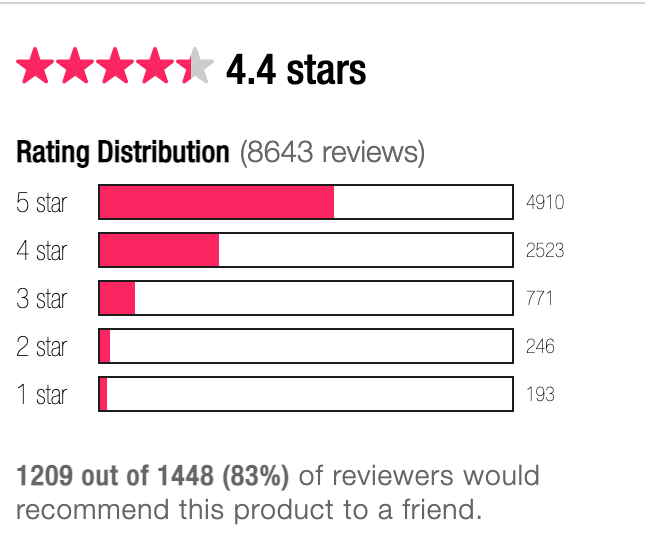 4.4 stars
Rating Distribution (8643 reviews)
5 star 4910
4 star 2523
3 star 771
2 star 246
1 star 193
1209 out of 1448 (83%) of reviewers would
recommend this product to a friend.